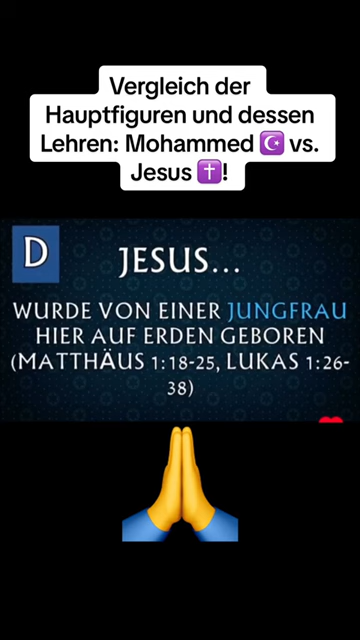 Vergleich der
Hauptfiguren und dessen
Lehren: Mohammed ☪️ vs.
Jesus ✝️!
D
JESUS...
WURDE VON EINER JUNGFRAU
HIER AUF ERDEN GEBOREN
(MATTHÄUS 1:18-25, LUKAS 1:26-
38)